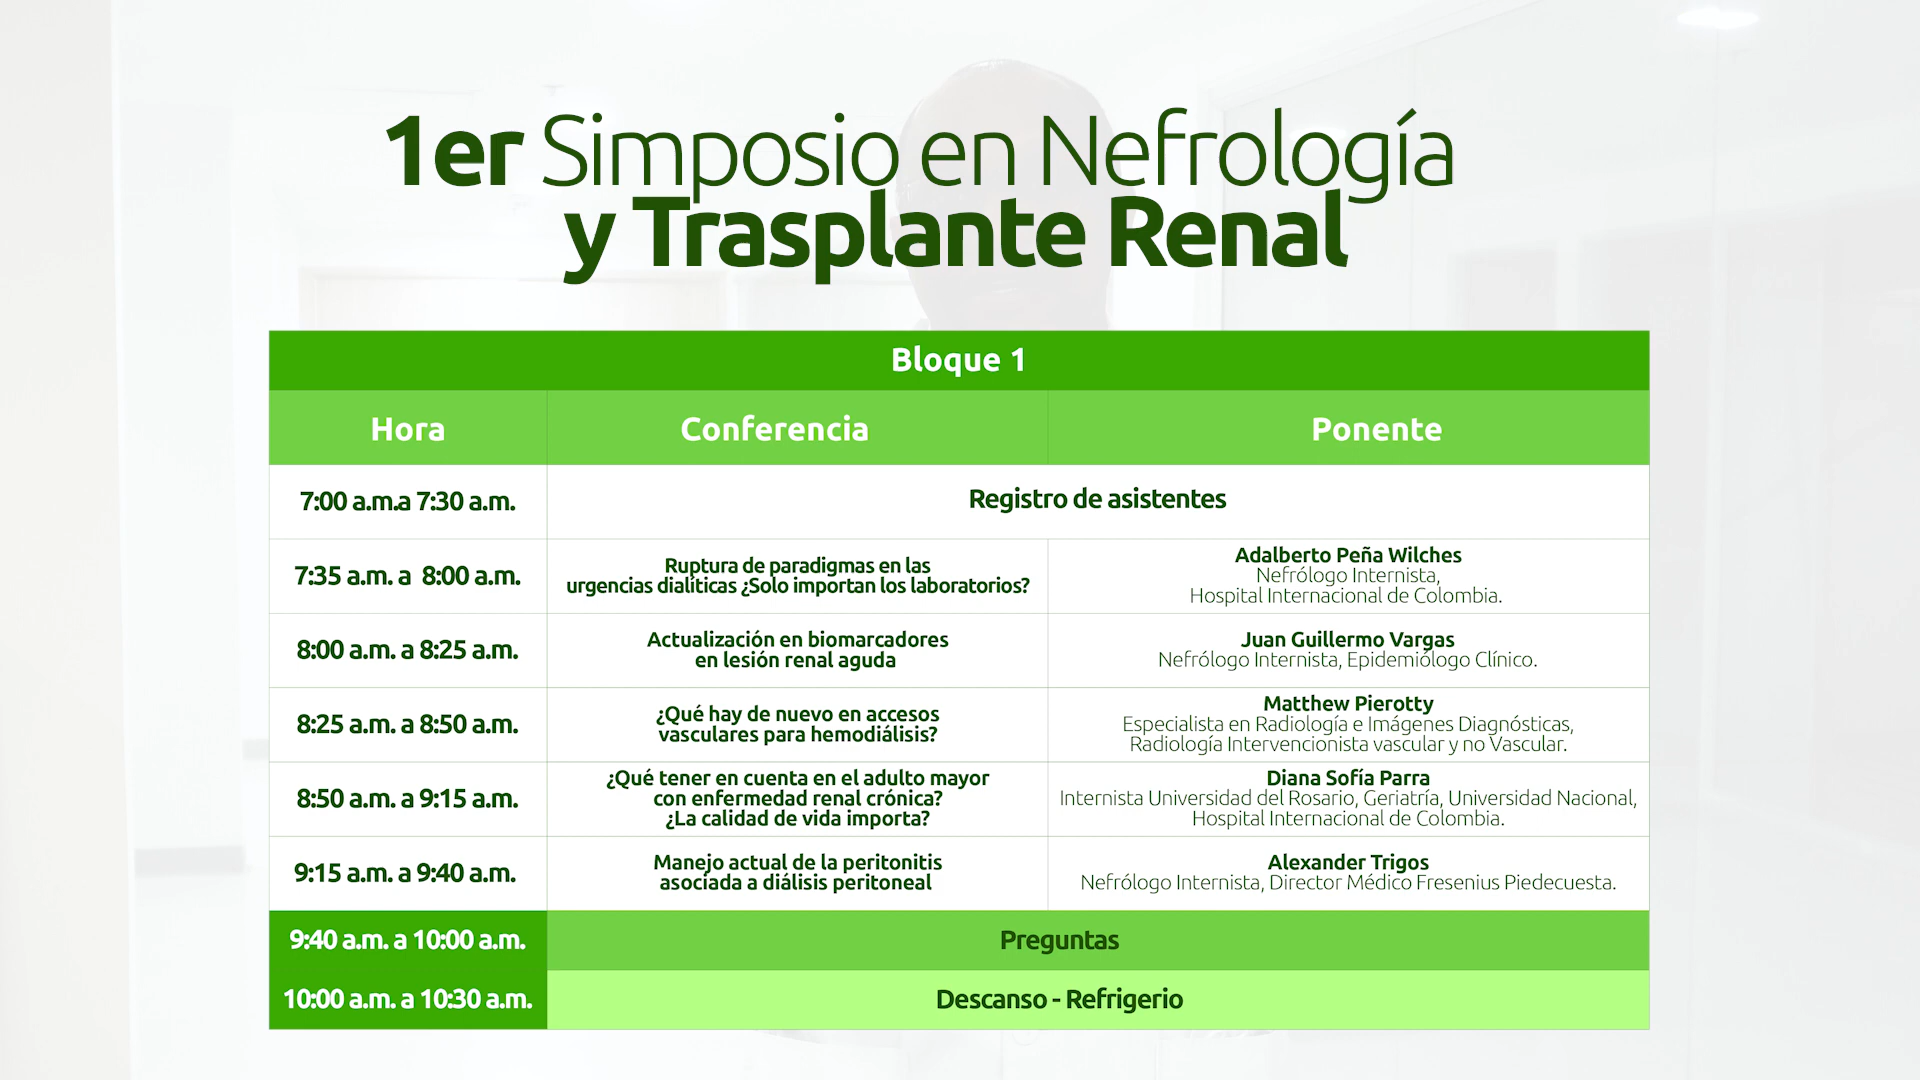 1er Simposio en Nefrología
y Trasplante Renal
Bloque 1
Hora Conferencia Ponente
7:00 a.m.a 7:30 a.m. Registro de asistentes
7:35 a.m. a 8:00 a.m.
Ruptura de paradigmas en las
urgencias dialíticas ¿Solo importan los laboratorios?
Adalberto Peña Wilches
Nefrólogo Internista,
Hospital Internacional de Colombia.
8:00 a.m. a 8:25 a.m.
Actualización en biomarcadores
en lesión renal aguda
Juan Guillermo Vargas
Nefrólogo Internista, Epidemiólogo Clínico.
8:25 a.m. a 8:50 a.m.
¿Qué hay de nuevo en accesos
vasculares para hemodiálisis?
Matthew Pierotty
Especialista en Radiología e Imágenes Diagnósticas,
Radiología Intervencionista vascular y no Vascular.
8:50 a.m. a 9:15 a.m.
¿Qué tener en cuenta en el adulto mayor
con enfermedad renal crónica?
¿La calidad de vida importa?
Diana Sofía Parra
Internista Universidad del Rosario, Geriatría, Universidad Nacional,
Hospital Internacional de Colombia.
9:15 a.m. a 9:40 a.m.
Manejo actual de la peritonitis
asociada a diálisis peritoneal
Alexander Trigos
Nefrólogo Internista, Director Médico Fresenius Piedecuesta.
9:40 a.m. a 10:00 a.m. Preguntas
10:00 a.m. a 10:30 a.m. Descanso - Refrigerio